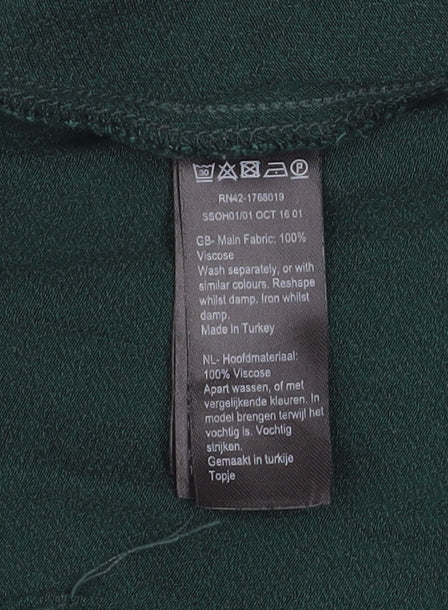 30 P
RN42-1768019
SSOH01/01 OCT 16 01
GB- Main Fabric: 100%
Viscose
Wash separately, or with
similar colours. Reshape
whilst damp. Iron whilst
damp.
Made in Turkey
NL- Hoofdmateriaal:
100% Viscose
Apart wassen, of met
vergelijkende kleuren. In
model brengen terwijl het
vochtig is. Vochtig
strijken.
Gemaakt in turkije
Topje